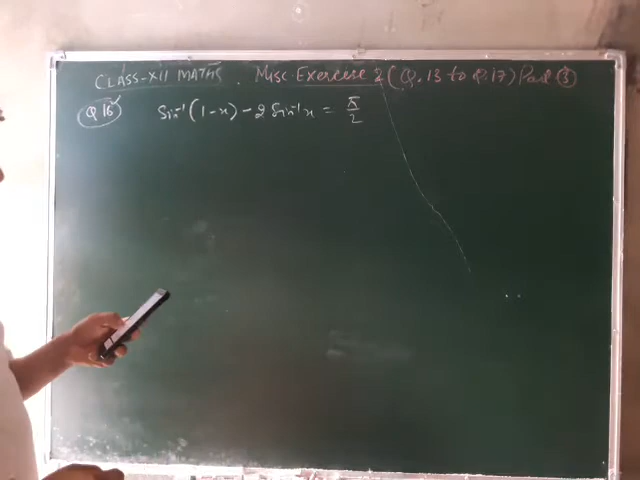 CLASS-XII MATHS. Misc. Exercise 2 (Q.13 to Q.17) Part ③
Q 16 Sin⁻¹(1-x) - 2 Sin⁻¹x = π/2